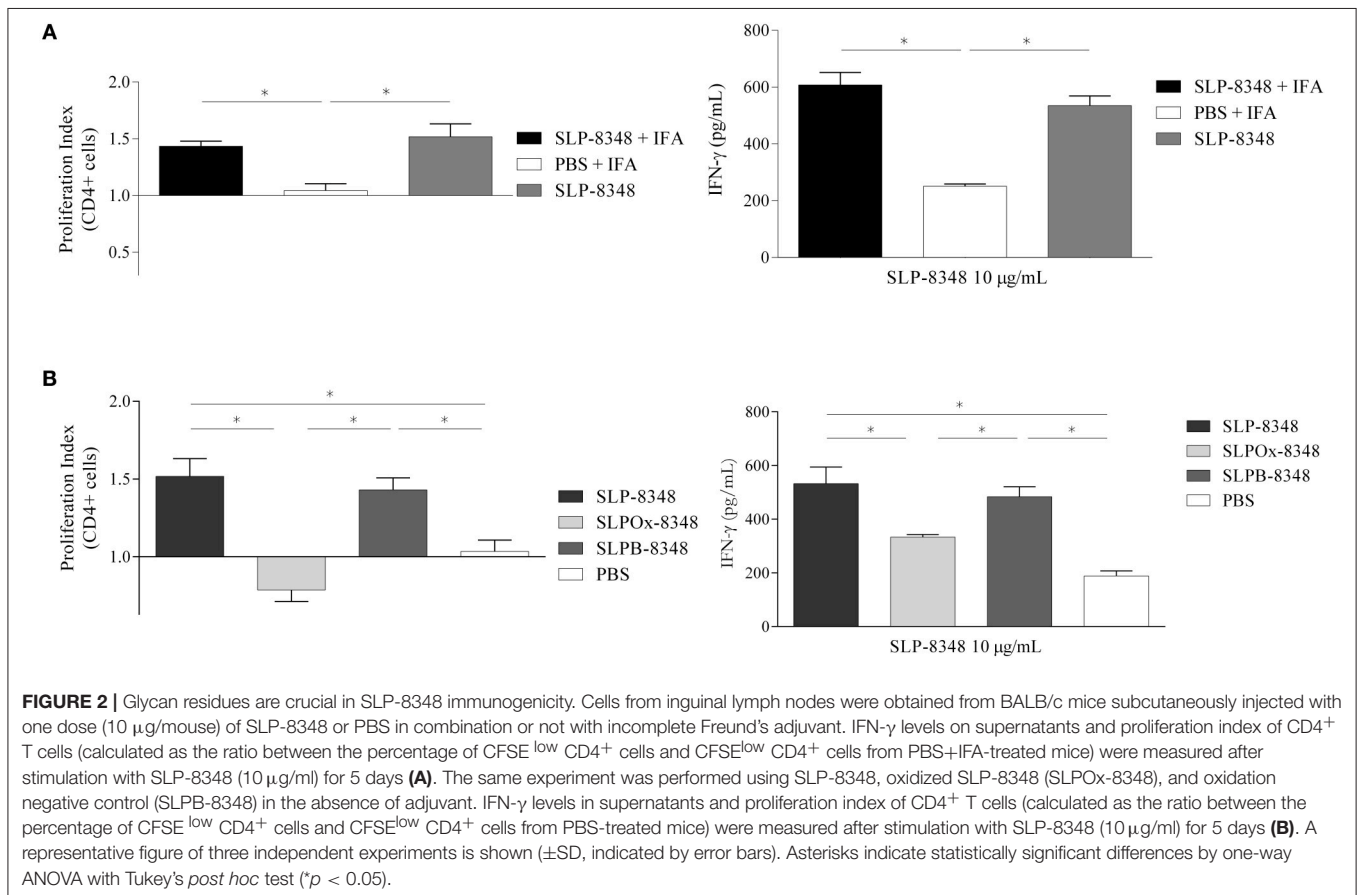 A
Proliferation Index
(CD4+ cells)
2.0
1.5
1.0
0.5
*
*
SLP-8348 + IFA
PBS + IFA
SLP-8348
IFN-γ (pg/mL)
800
600
400
200
0
*
*
SLP-8348 10 µg/mL
SLP-8348 + IFA
PBS + IFA
SLP-8348
B
Proliferation Index
(CD4+ cells)
2.0
1.5
1.0
*
*
*
*
SLP-8348
SLPOx-8348
SLPB-8348
PBS
IFN-γ (pg/mL)
800
600
400
200
0
*
*
*
*
SLP-8348 10 µg/mL
SLP-8348
SLPOx-8348
SLPB-8348
PBS
FIGURE 2 | Glycan residues are crucial in SLP-8348 immunogenicity. Cells from inguinal lymph nodes were obtained from BALB/c mice subcutaneously injected with
one dose (10 µg/mouse) of SLP-8348 or PBS in combination or not with incomplete Freund's adjuvant. IFN-γ levels on supernatants and proliferation index of CD4+
T cells (calculated as the ratio between the percentage of CFSE low CD4+ cells and CFSElow CD4+ cells from PBS+IFA-treated mice) were measured after
stimulation with SLP-8348 (10 µg/ml) for 5 days (A). The same experiment was performed using SLP-8348, oxidized SLP-8348 (SLPOx-8348), and oxidation
negative control (SLPB-8348) in the absence of adjuvant. IFN-γ levels in supernatants and proliferation index of CD4+ T cells (calculated as the ratio between the
percentage of CFSE low CD4+ cells and CFSElow CD4+ cells from PBS-treated mice) were measured after stimulation with SLP-8348 (10 µg/ml) for 5 days (B). A
representative figure of three independent experiments is shown (±SD, indicated by error bars). Asterisks indicate statistically significant differences by one-way
ANOVA with Tukey's post hoc test (*p < 0.05).